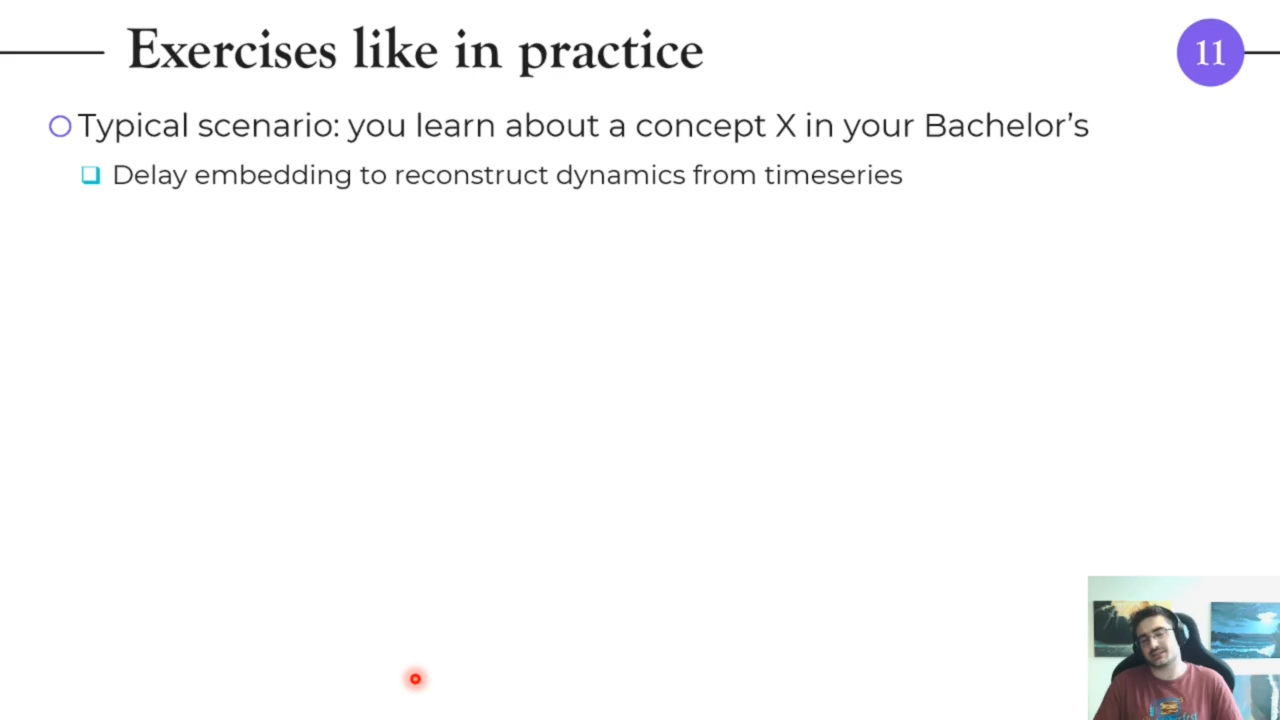 Exercises like in practice
11
Typical scenario: you learn about a concept X in your Bachelor's
Delay embedding to reconstruct dynamics from timeseries